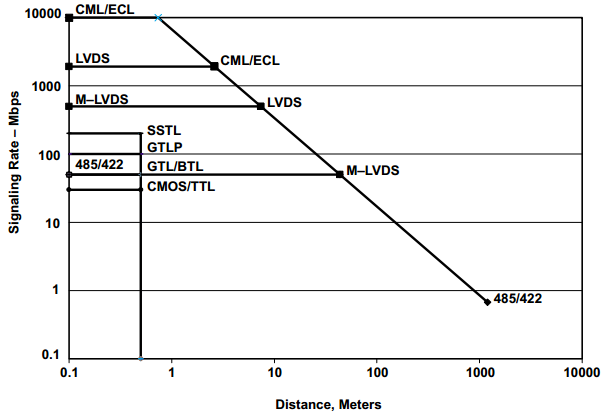 10000
CML/ECL
LVDS
CML/ECL
1000
M–LVDS
LVDS
SSTL
GTLP
100
485/422
GTL/BTL
M–LVDS
CMOS/TTL
10
1
485/422
0.1
0.1
1
10
100
1000
10000
Signaling Rate – Mbps
Distance, Meters